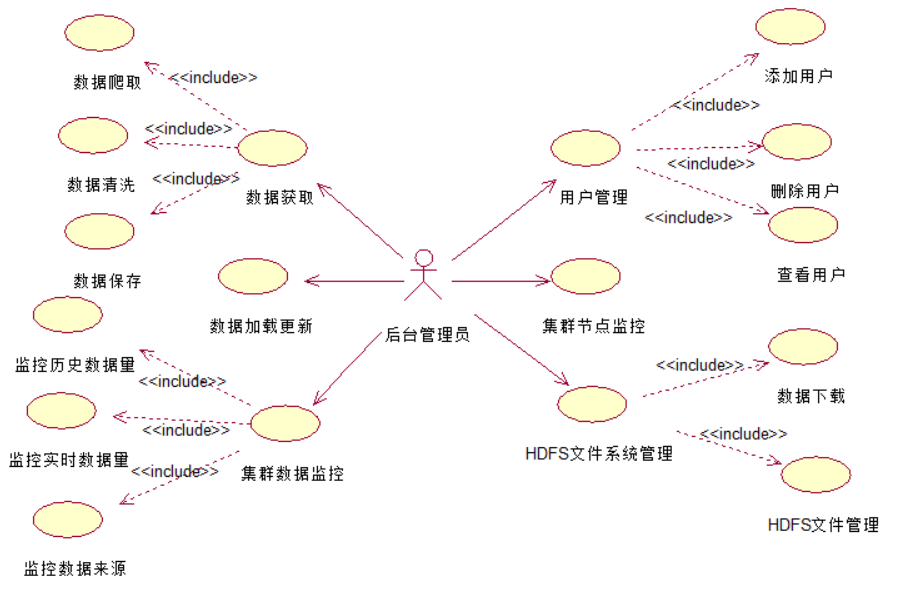 添加用户
数据爬取
<<include>>
<<include>>
<<include>>
<<include>>
数据清洗
删除用户
<<include>>
数据获取
用户管理
<<include>>
数据保存
查看用户
数据加载更新
后台管理员
集群节点监控
监控历史数据量
<<include>>
<<include>>
数据下载
<<include>>
<<include>>
监控实时数据量
HDFS文件系统管理
<<include>>
集群数据监控
HDFS文件管理
监控数据来源